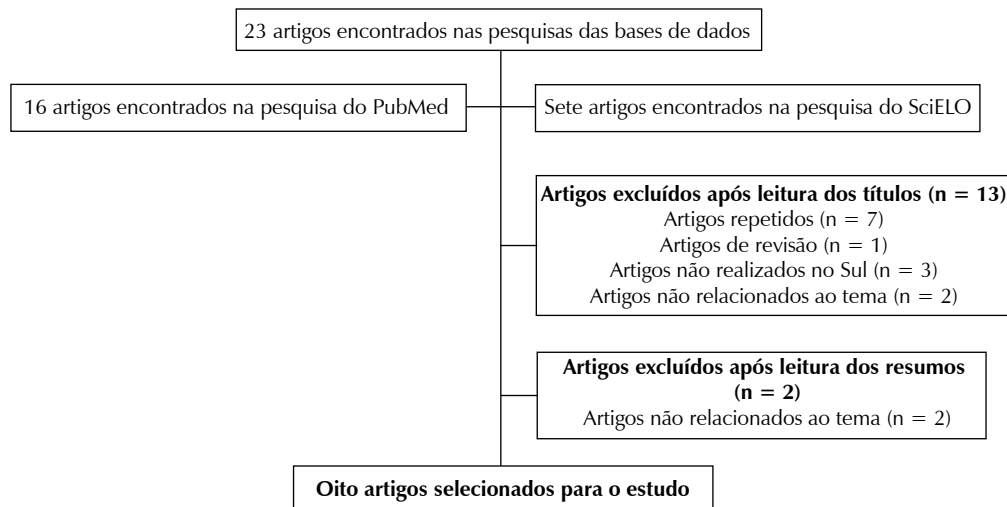 23 artigos encontrados nas pesquisas das bases de dados
16 artigos encontrados na pesquisa do PubMed
Sete artigos encontrados na pesquisa do SciELO
Artigos excluídos após leitura dos títulos (n = 13)
Artigos repetidos (n = 7)
Artigos de revisão (n = 1)
Artigos não realizados no Sul (n = 3)
Artigos não relacionados ao tema (n = 2)
Artigos excluídos após leitura dos resumos
(n = 2)
Artigos não relacionados ao tema (n = 2)
Oito artigos selecionados para o estudo